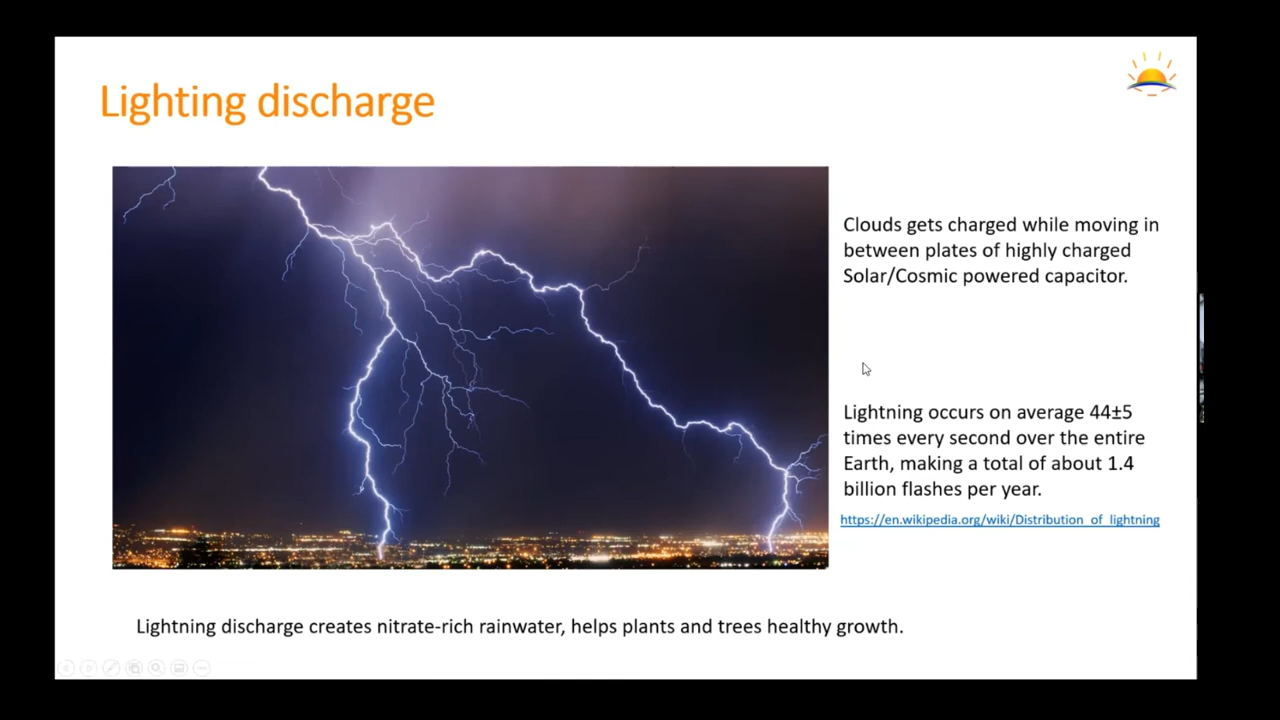 Lighting discharge
Clouds gets charged while moving in
between plates of highly charged
Solar/Cosmic powered capacitor.
Lightning occurs on average 44±5
times every second over the entire
Earth, making a total of about 1.4
billion flashes per year.
https://en.wikipedia.org/wiki/Distribution_of_lightning
Lightning discharge creates nitrate-rich rainwater, helps plants and trees healthy growth.